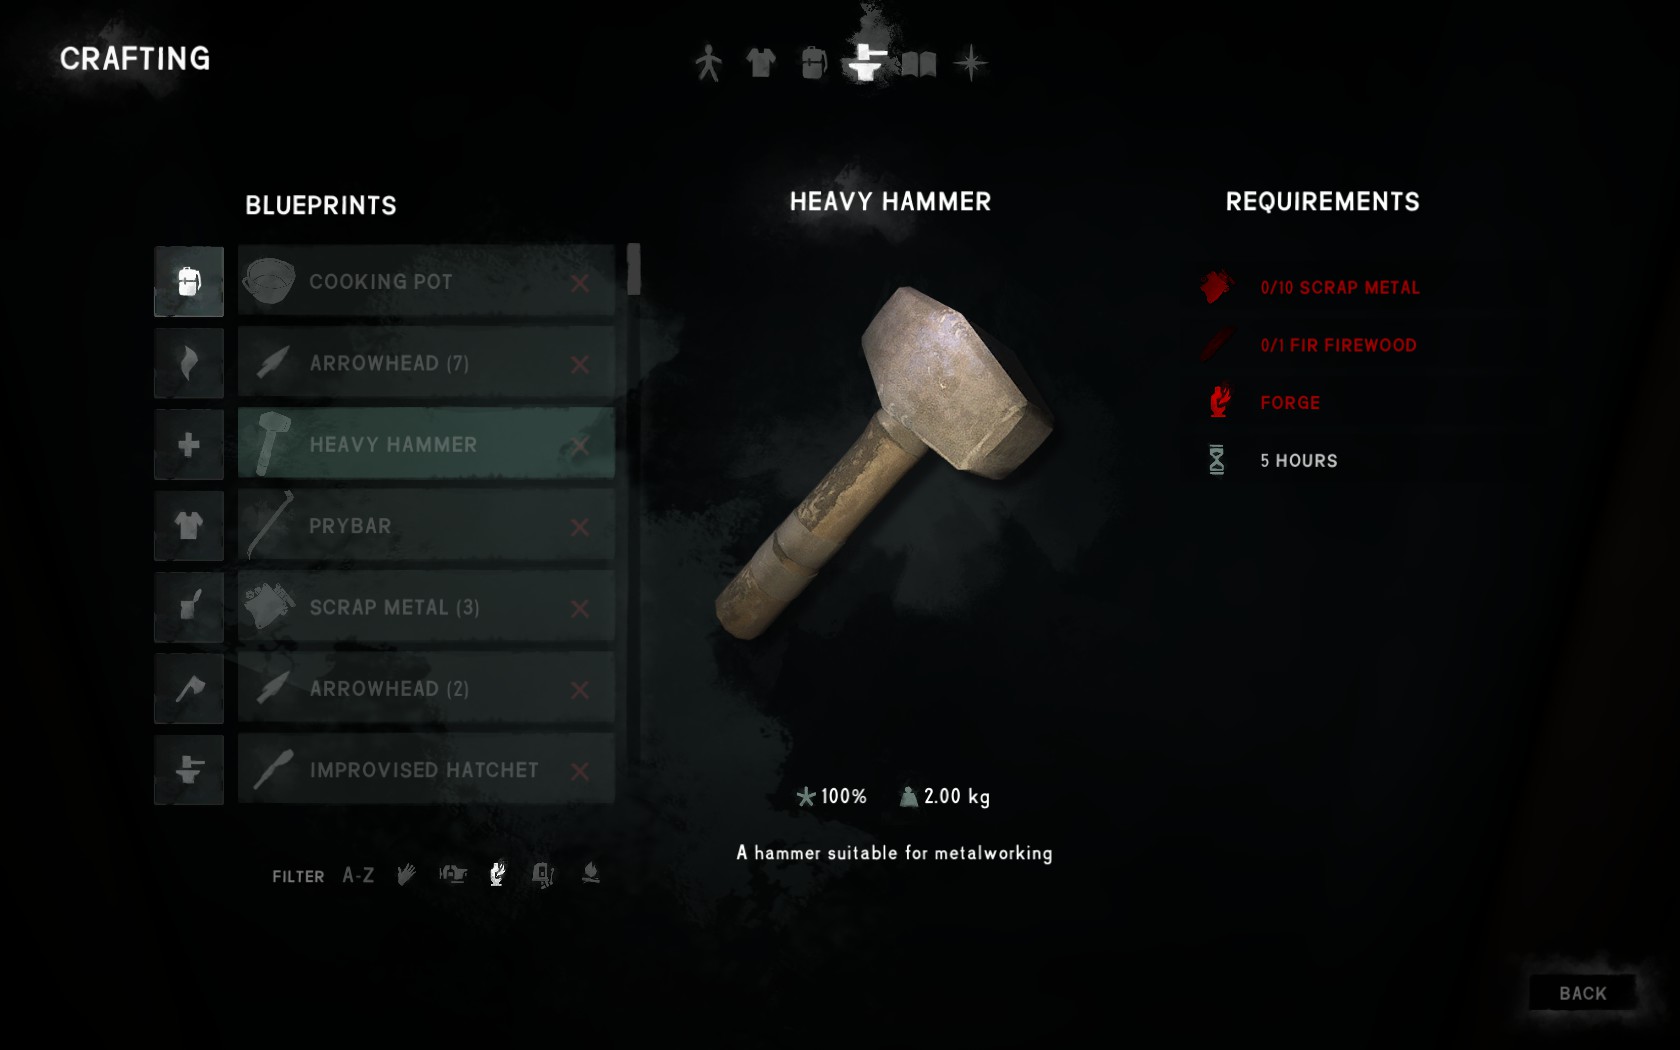 CRAFTING
BLUEPRINTS
COOKING POT
ARROWHEAD (7)
HEAVY HAMMER
PRYBAR
SCRAP METAL (3)
ARROWHEAD (2)
IMPROVISED HATCHET
FILTER A-Z
HEAVY HAMMER
100% 2.00 kg
A hammer suitable for metalworking
REQUIREMENTS
0/10 SCRAP METAL
0/1 FIR FIREWOOD
FORGE
5 HOURS
BACK